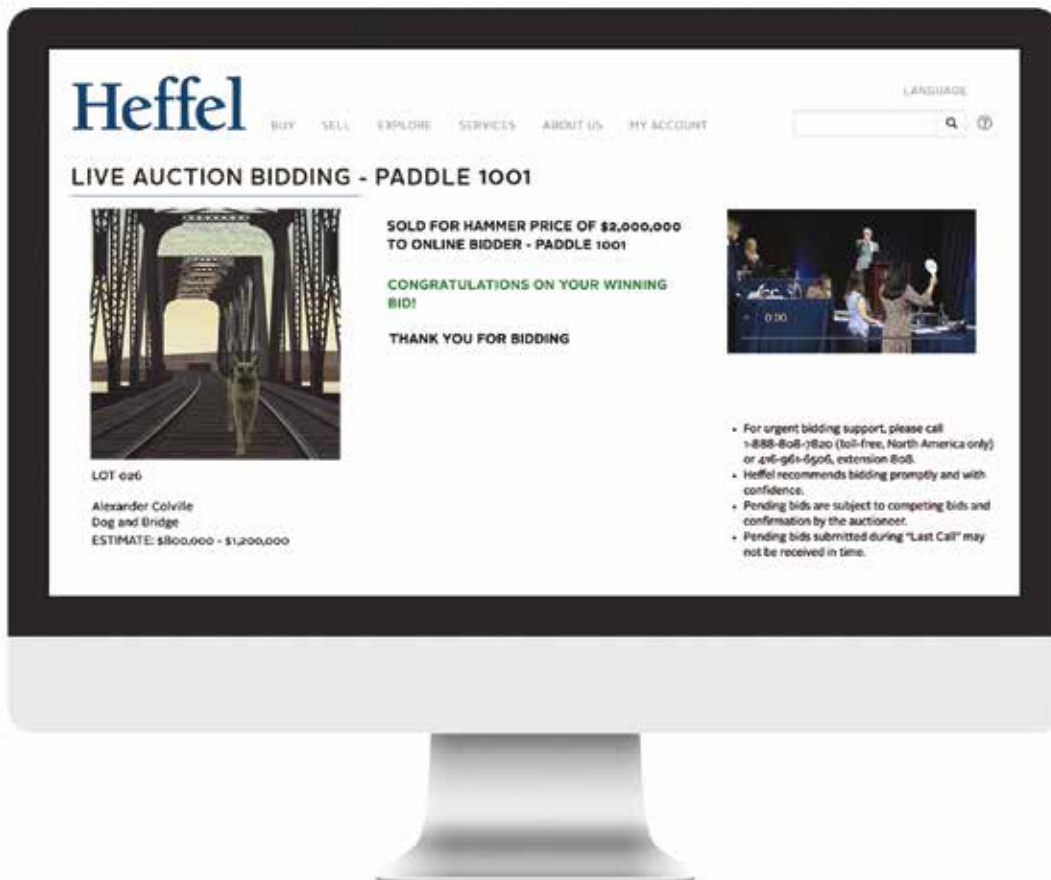 Heffel
BUY SELL EXPLORE SERVICES ABOUT US MY ACCOUNT
LANGUAGE
LIVE AUCTION BIDDING - PADDLE 1001
LOT 026
Alexander Colville
Dog and Bridge
ESTIMATE: $800,000 - $1,200,000
SOLD FOR HAMMER PRICE OF $2,000,000
TO ONLINE BIDDER - PADDLE 1001
CONGRATULATIONS ON YOUR WINNING
BID!
THANK YOU FOR BIDDING
0:00
• For urgent bidding support, please call
1-888-808-7820 (toll-free, North America only)
or 416-961-6506, extension 808.
• Heffel recommends bidding promptly and with
confidence.
• Pending bids are subject to competing bids and
confirmation by the auctioneer.
• Pending bids submitted during "Last Call" may
not be received in time.